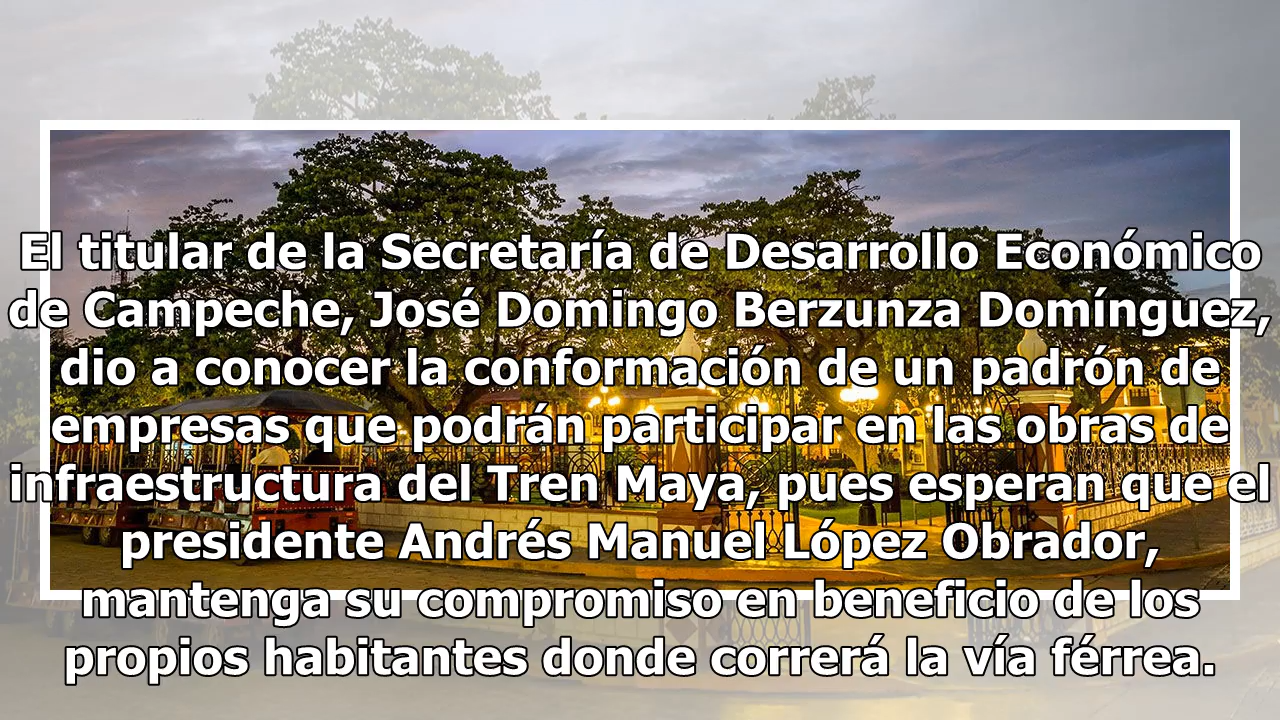 El titular de la Secretaría de Desarrollo Económico
de Campeche, José Domingo Berzunza Domínguez,
dio a conocer la conformación de un padrón de
empresas que podrán participar en las obras de
infraestructura del Tren Maya, pues esperan que el
presidente Andrés Manuel López Obrador,
mantenga su compromiso en beneficio de los
propios habitantes donde correrá la vía férrea.